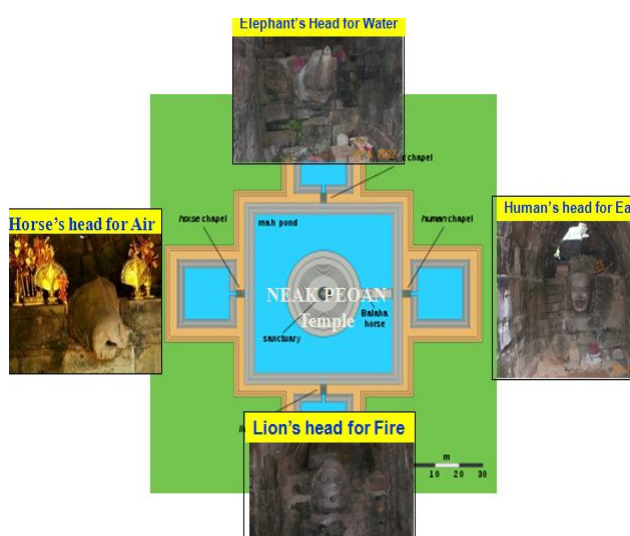 Elephant's Head for Water
chapel
horse chapel
human chapel
Horse's head for Air
main pond
Human's head for Ea
NEAK PEOAN
Temple
Balaha
horse
sanctuary
Lion's head for Fire
m
10 20 30